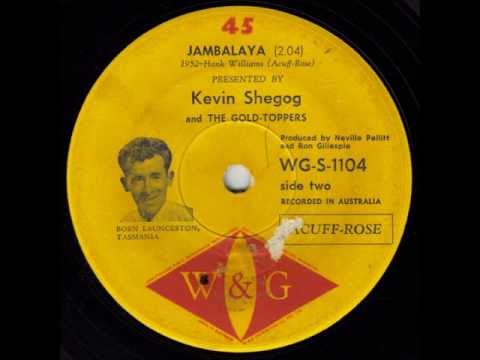 45
JAMBALAYA (2.04)
1952-Hank Williams (Acuff-Rose)
PRESENTED BY
Kevin Shegog
and THE GOLD-TOPPERS
Produced by Neville Pellitt
and Ron Gillespie
WG-S-1104
side two
RECORDED IN AUSTRALIA
BORN LAUNCESTON,
TASMANIA
ACUFF-ROSE
W & G